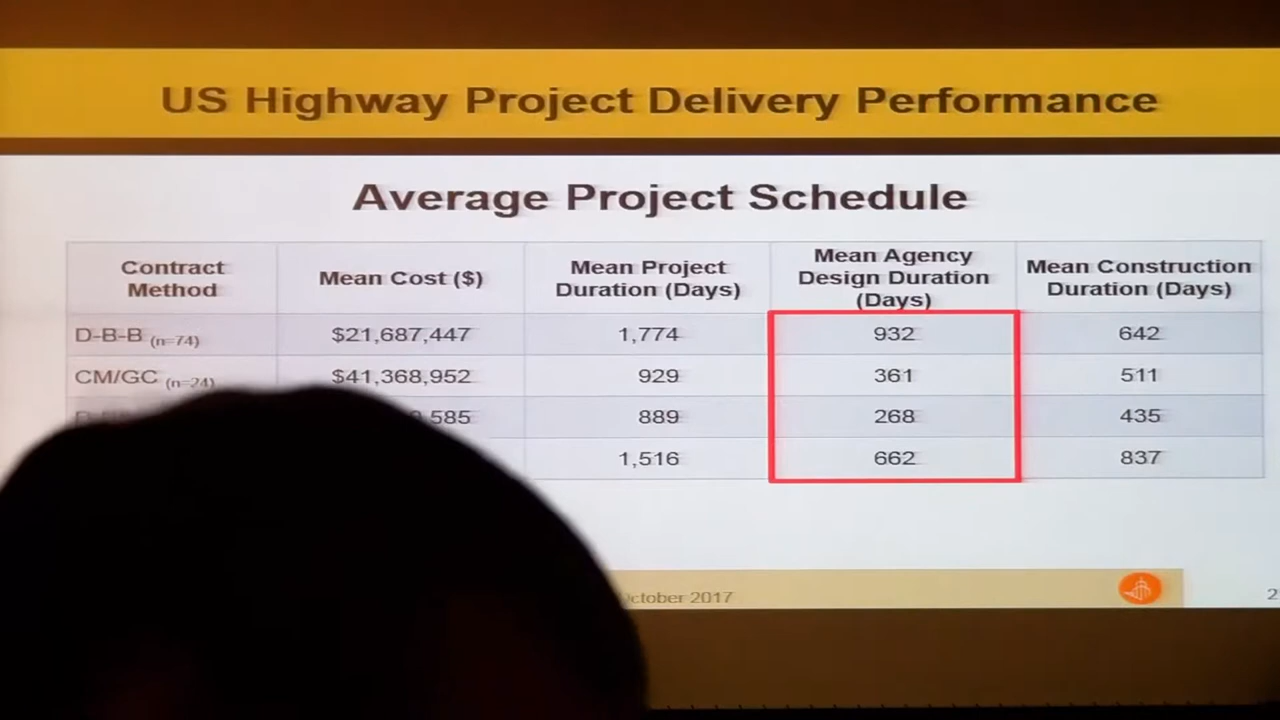 US Highway Project Delivery Performance
Average Project Schedule
Contract Method Mean Cost ($) Mean Project Duration (Days) Mean Agency Design Duration (Days) Mean Construction Duration (Days)
D-B-B (n=74) $21,687,447 1,774 932 642
CM/GC (n=24) $41,368,952 929 361 511
585 889 268 435
1,516 662 837
October 2017
2